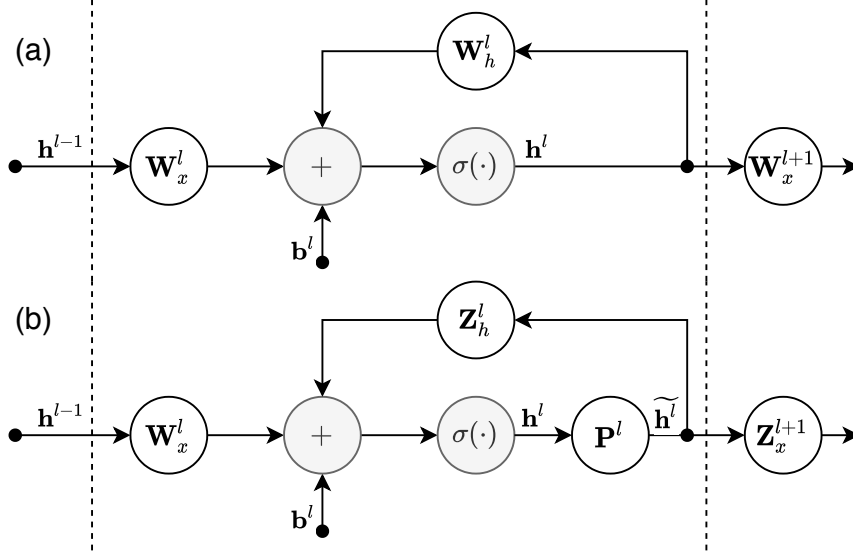 (a)
W_h^l
h^{l-1}
W_x^l
+
σ(·)
h^l
W_x^{l+1}
b^l
(b)
Z_h^l
h^{l-1}
W_x^l
+
σ(·)
h^l
P^l
\widetilde{h^l}
Z_x^{l+1}
b^l